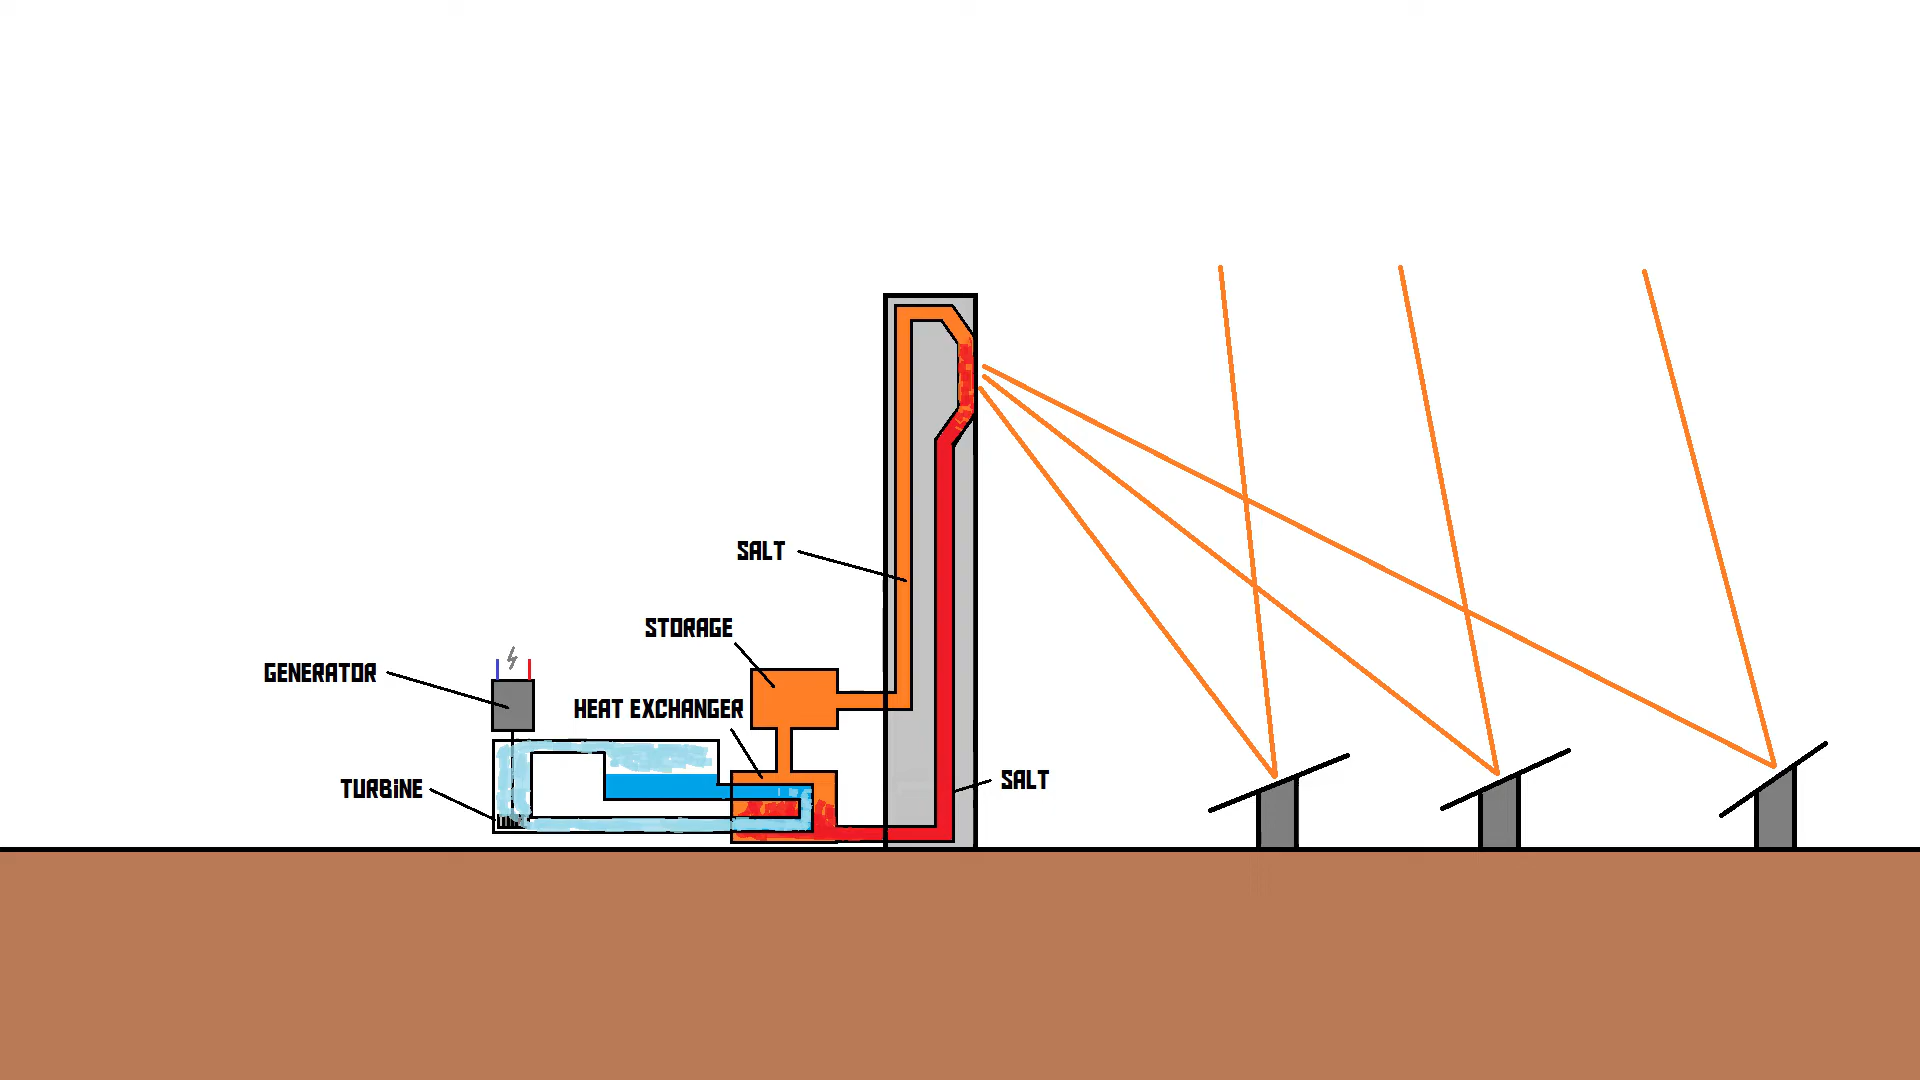 SALT
STORAGE
GENERATOR
HEAT EXCHANGER
TURBINE
SALT